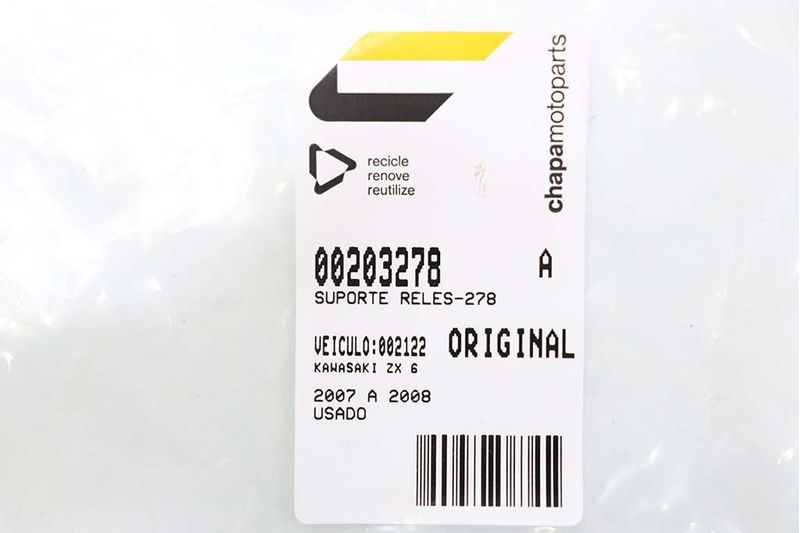 chapamotoparts
recicle
renove
reutilize
00203278 A
SUPORTE RELES-278
VEICULO:002122 ORIGINAL
KAWASAKI ZX 6
2007 A 2008
USADO